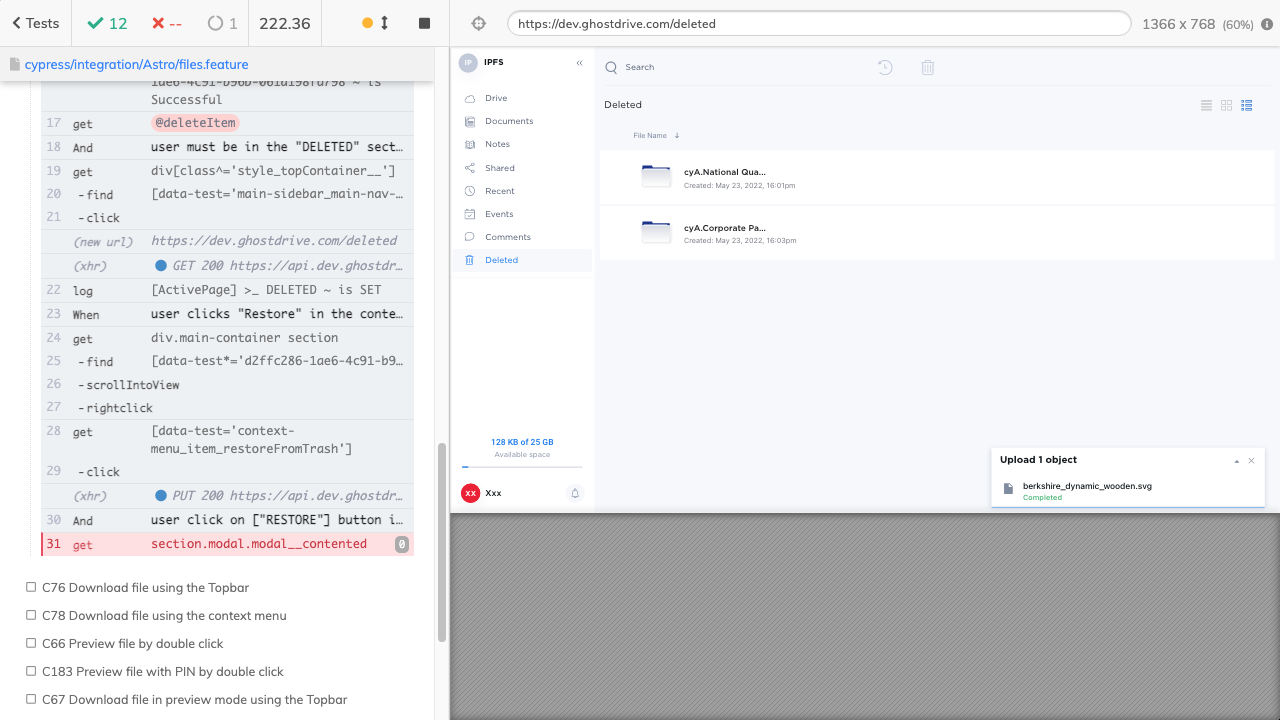 Tests
12
--
1
222.36
https://dev.ghostdrive.com/deleted
1366 x 768 (60%)
cypress/integration/Astro/files.feature
Successful
17 get @deleteItem
18 And user must be in the "DELETED" sect…
19 get div[class^='style_topContainer__']
20 -find [data-test='main-sidebar_main-nav-…
21 -click
(new url) https://dev.ghostdrive.com/deleted
(xhr) GET 200 https://api.dev.ghostdr…
22 log [ActivePage] >_ DELETED ~ is SET
23 When user clicks "Restore" in the conte…
24 get div.main-container section
25 -find [data-test*='d2ffc286-1ae6-4c91-b9…
26 -scrollIntoView
27 -rightclick
28 get [data-test='context-
menu_item_restoreFromTrash']
29 -click
(xhr) PUT 200 https://api.dev.ghostdr…
30 And user click on ["RESTORE"] button i…
31 get section.modal.modal__contented 0
C76 Download file using the Topbar
C78 Download file using the context menu
C66 Preview file by double click
C183 Preview file with PIN by double click
C67 Download file in preview mode using the Topbar
IP IPFS
Drive
Documents
Notes
Shared
Recent
Events
Comments
Deleted
128 KB of 25 GB
Available space
XX Xxx
Search
Deleted
File Name
cyA.National Qua...
Created: May 23, 2022, 16:01pm
cyA.Corporate Pa...
Created: May 23, 2022, 16:03pm
Upload 1 object
berkshire_dynamic_wooden.svg
Completed